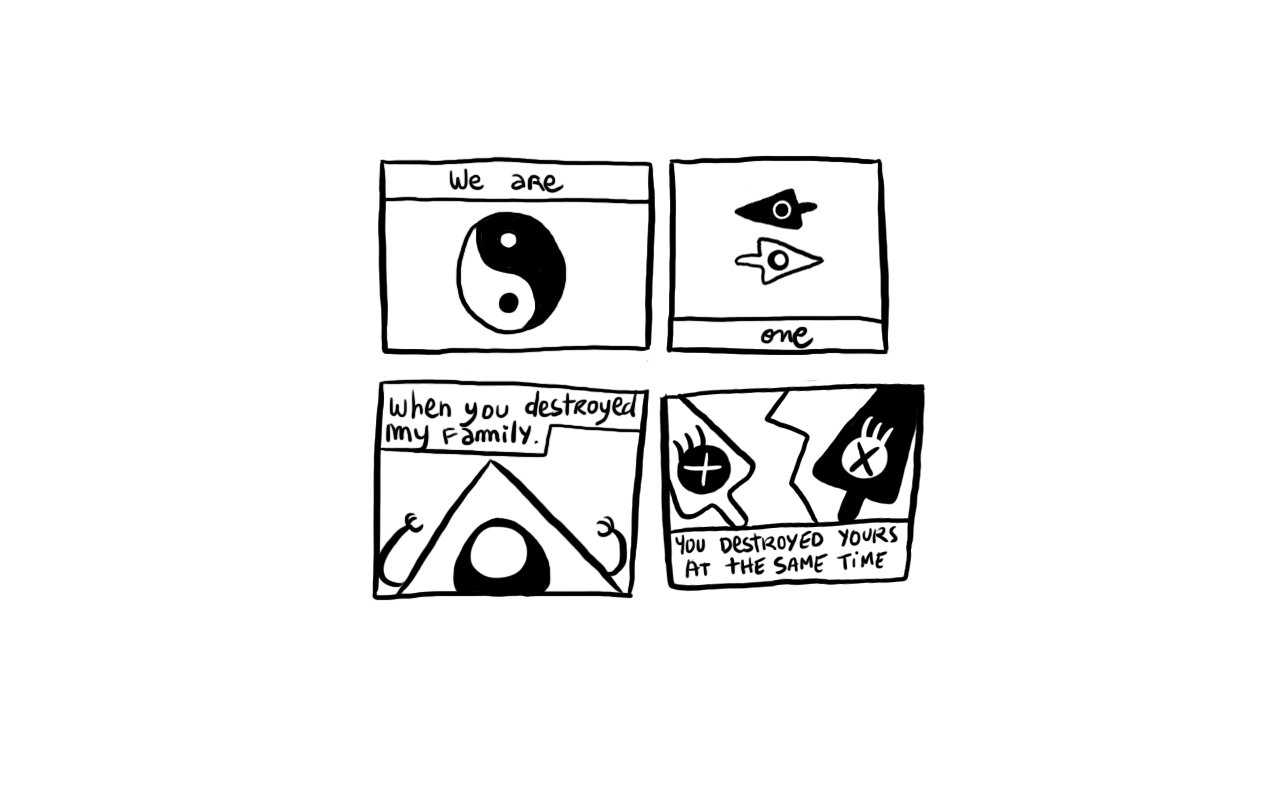 We are
one
When you destroyed
my Family.
YOU DESTROYED YOURS
AT THE SAME TIME